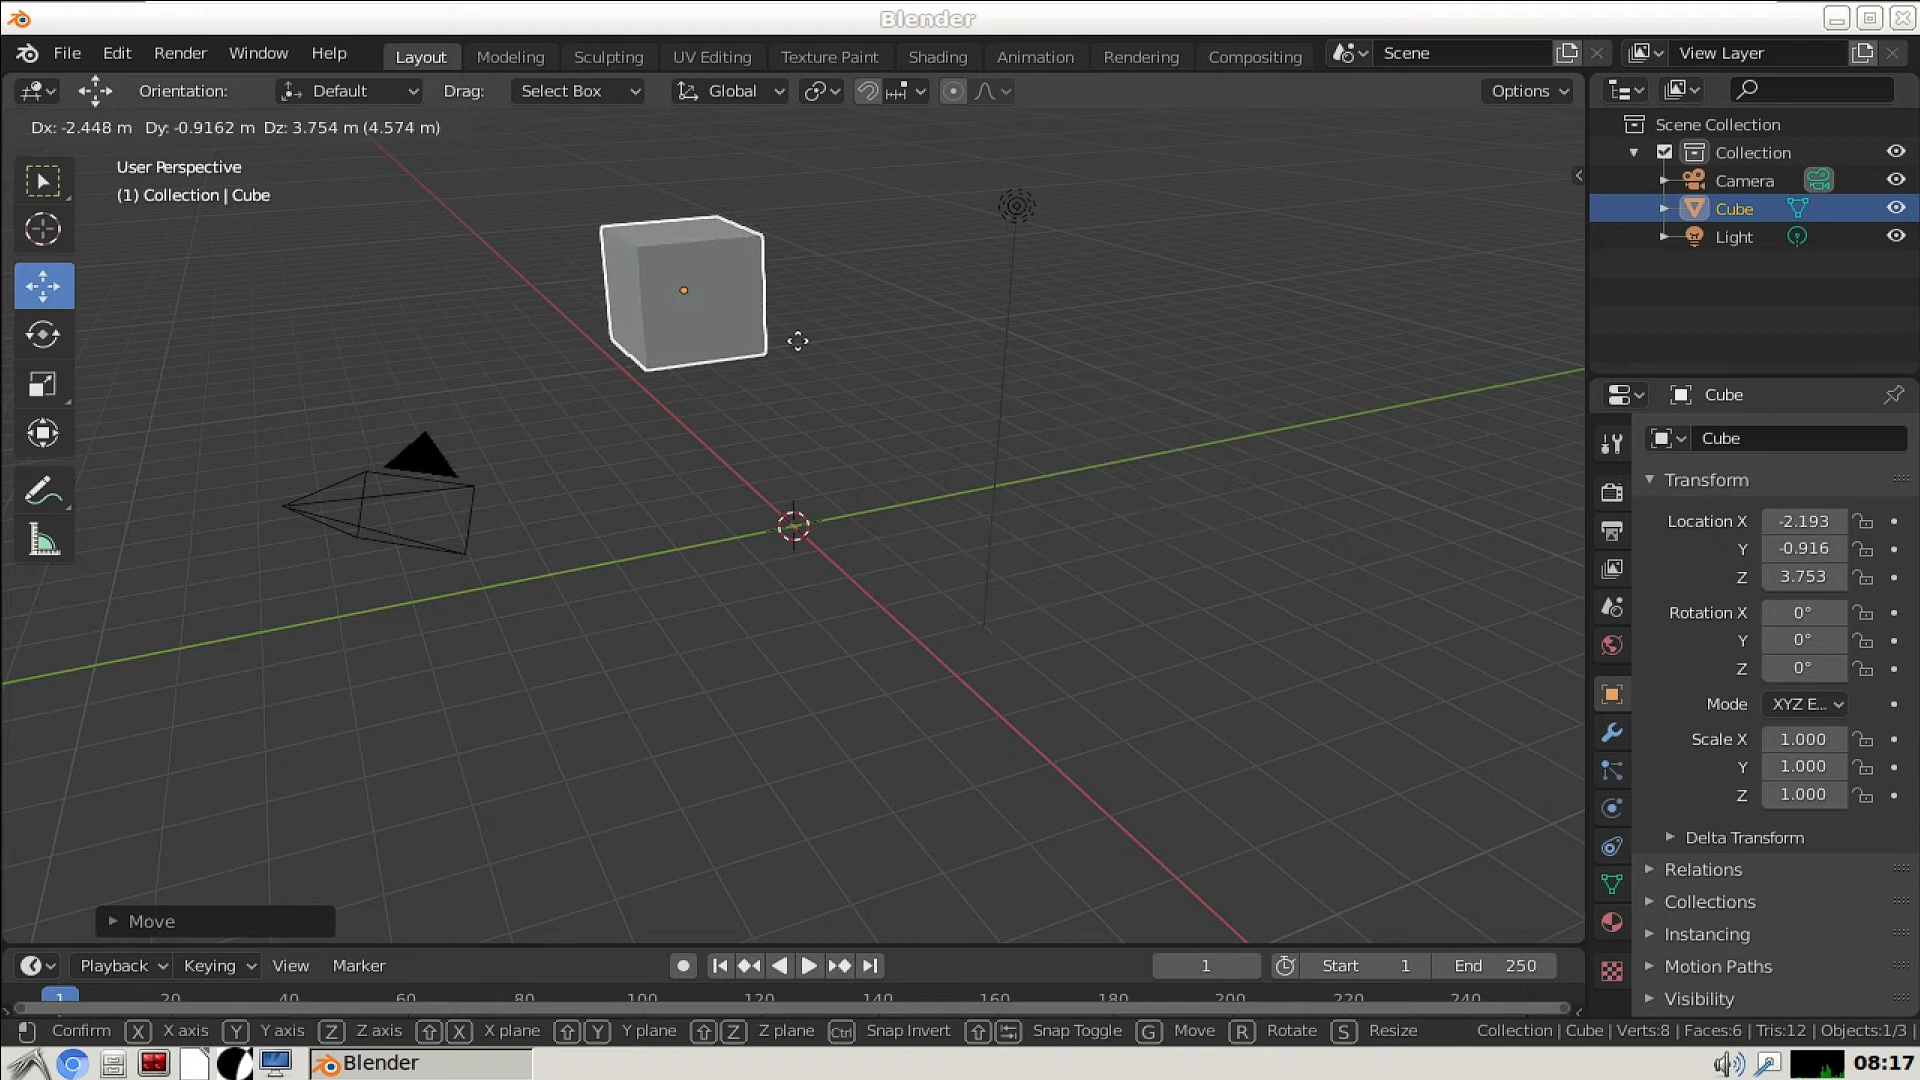 Blender
File Edit Render Window Help Layout Modeling Sculpting UV Editing Texture Paint Shading Animation Rendering Compositing Scene View Layer
Orientation: Default Drag: Select Box Global Options
Dx: -2.448 m Dy: -0.9162 m Dz: 3.754 m (4.574 m)
User Perspective
(1) Collection | Cube
Scene Collection
Collection
Camera
Cube
Light
Cube
Cube
Transform
Location X -2.193
Y -0.916
Z 3.753
Rotation X 0°
Y 0°
Z 0°
Mode XYZ E...
Scale X 1.000
Y 1.000
Z 1.000
Delta Transform
Relations
Collections
Instancing
Motion Paths
Visibility
Move
Playback Keying View Marker 1 Start 1 End 250
1 20 40 60 80 100 120 140 160 180 200 220 240
Confirm X X axis Y Y axis Z Z axis X X plane Y Y plane Z Z plane Ctrl Snap Invert Snap Toggle G Move R Rotate S Resize Collection | Cube | Verts:8 | Faces:6 | Tris:12 | Objects:1/3
Blender 08:17